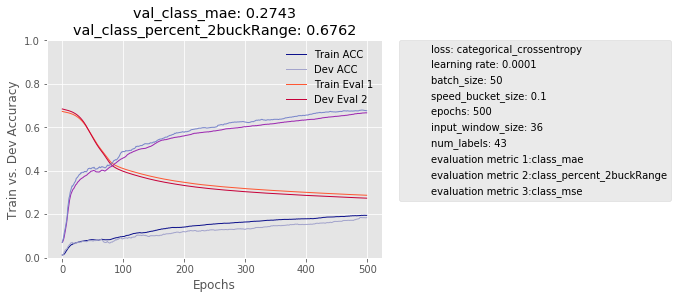 val_class_mae: 0.2743
val_class_percent_2buckRange: 0.6762
Train vs. Dev Accuracy
1.0
0.8
0.6
0.4
0.2
0.0
Train ACC
Dev ACC
Train Eval 1
Dev Eval 2
0 100 200 300 400 500
Epochs
loss: categorical_crossentropy
learning rate: 0.0001
batch_size: 50
speed_bucket_size: 0.1
epochs: 500
input_window_size: 36
num_labels: 43
evaluation metric 1:class_mae
evaluation metric 2:class_percent_2buckRange
evaluation metric 3:class_mse